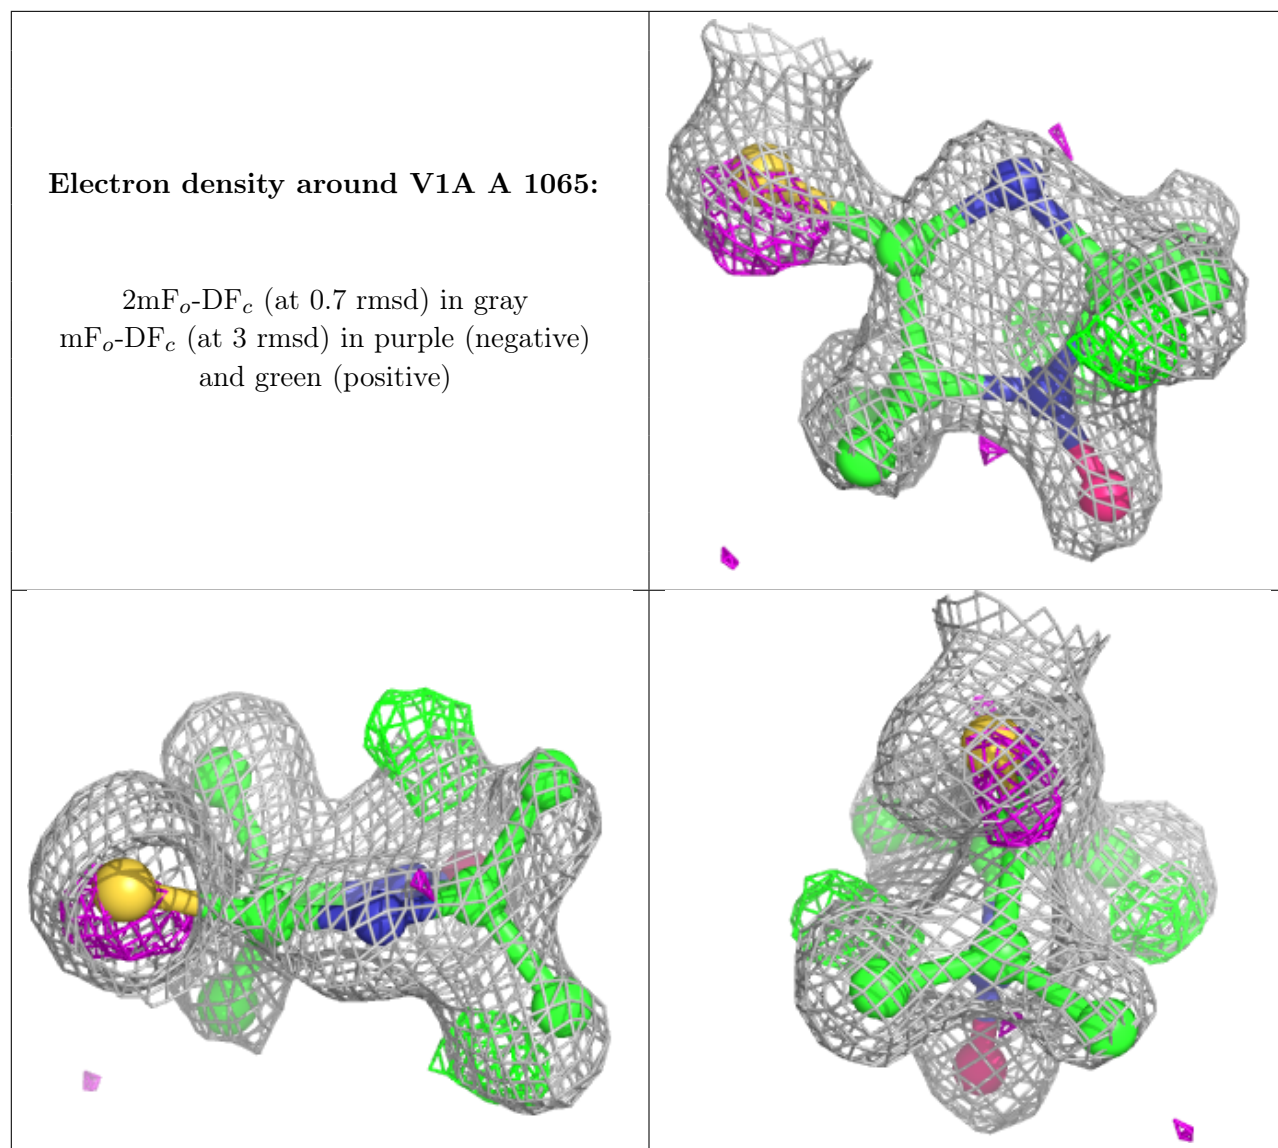 Electron density around V1A A 1065:
2mFo-DFc (at 0.7 rmsd) in gray
mFo-DFc (at 3 rmsd) in purple (negative)
and green (positive)